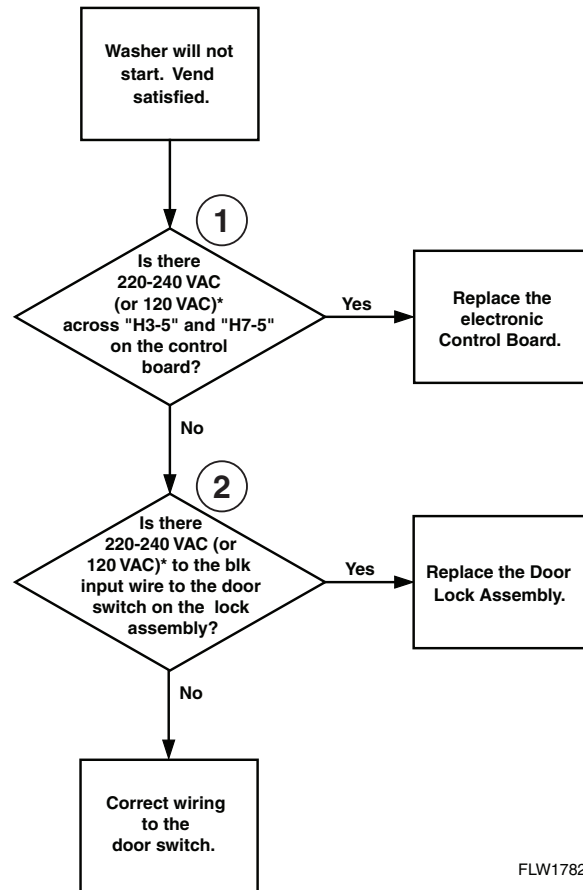 Washer will not
start. Vend
satisfied.
1
Is there
220-240 VAC
(or 120 VAC)*
across "H3-5" and "H7-5"
on the control
board?
Yes
Replace the
electronic
Control Board.
No
2
Is there
220-240 VAC (or
120 VAC)* to the blk
input wire to the door
switch on the lock
assembly?
Yes
Replace the Door
Lock Assembly.
No
Correct wiring
to the
door switch.
FLW1782